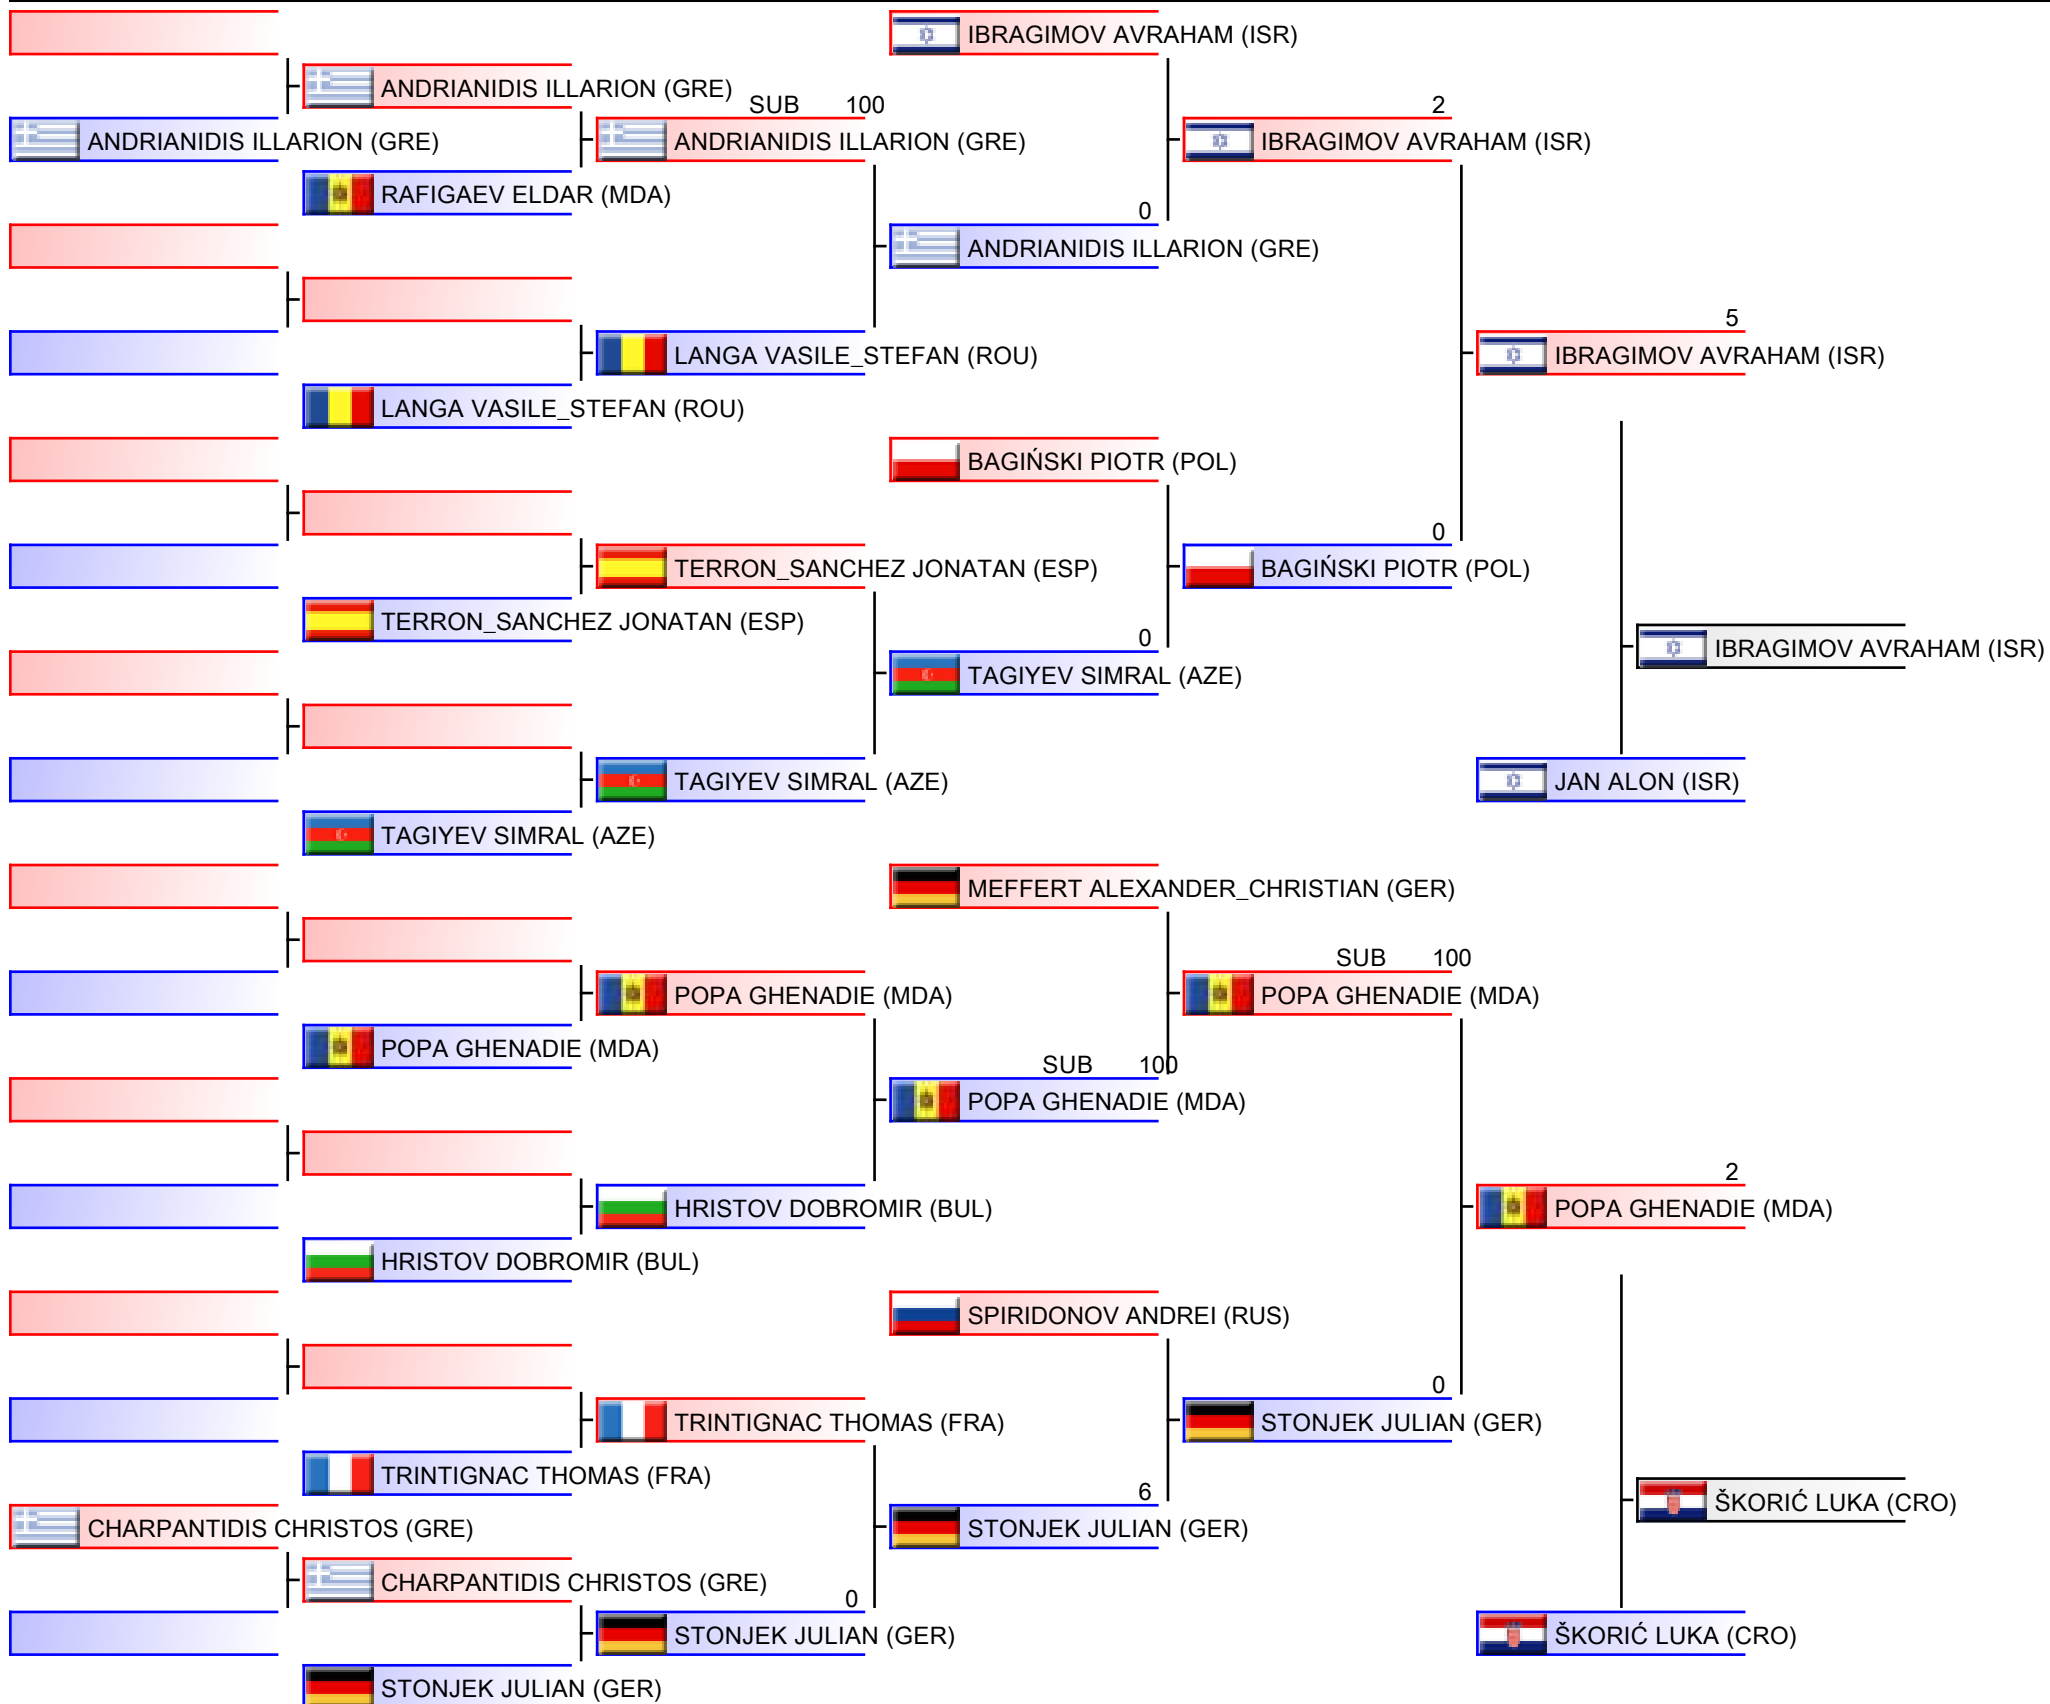 IBRAGIMOV AVRAHAM (ISR)
ANDRIANIDIS ILLARION (GRE)
SUB 100
2
ANDRIANIDIS ILLARION (GRE)
ANDRIANIDIS ILLARION (GRE)
IBRAGIMOV AVRAHAM (ISR)
RAFIGAEV ELDAR (MDA)
0
ANDRIANIDIS ILLARION (GRE)
5
LANGA VASILE_STEFAN (ROU)
IBRAGIMOV AVRAHAM (ISR)
LANGA VASILE_STEFAN (ROU)
BAGIŃSKI PIOTR (POL)
0
TERRON_SANCHEZ JONATAN (ESP)
BAGIŃSKI PIOTR (POL)
TERRON_SANCHEZ JONATAN (ESP)
0
IBRAGIMOV AVRAHAM (ISR)
TAGIYEV SIMRAL (AZE)
TAGIYEV SIMRAL (AZE)
JAN ALON (ISR)
TAGIYEV SIMRAL (AZE)
MEFFERT ALEXANDER_CHRISTIAN (GER)
SUB 100
POPA GHENADIE (MDA)
POPA GHENADIE (MDA)
POPA GHENADIE (MDA)
SUB 100
POPA GHENADIE (MDA)
2
HRISTOV DOBROMIR (BUL)
POPA GHENADIE (MDA)
HRISTOV DOBROMIR (BUL)
SPIRIDONOV ANDREI (RUS)
0
TRINTIGNAC THOMAS (FRA)
STONJEK JULIAN (GER)
TRINTIGNAC THOMAS (FRA)
6
ŠKORIĆ LUKA (CRO)
CHARPANTIDIS CHRISTOS (GRE)
STONJEK JULIAN (GER)
CHARPANTIDIS CHRISTOS (GRE)
0
STONJEK JULIAN (GER)
ŠKORIĆ LUKA (CRO)
STONJEK JULIAN (GER)